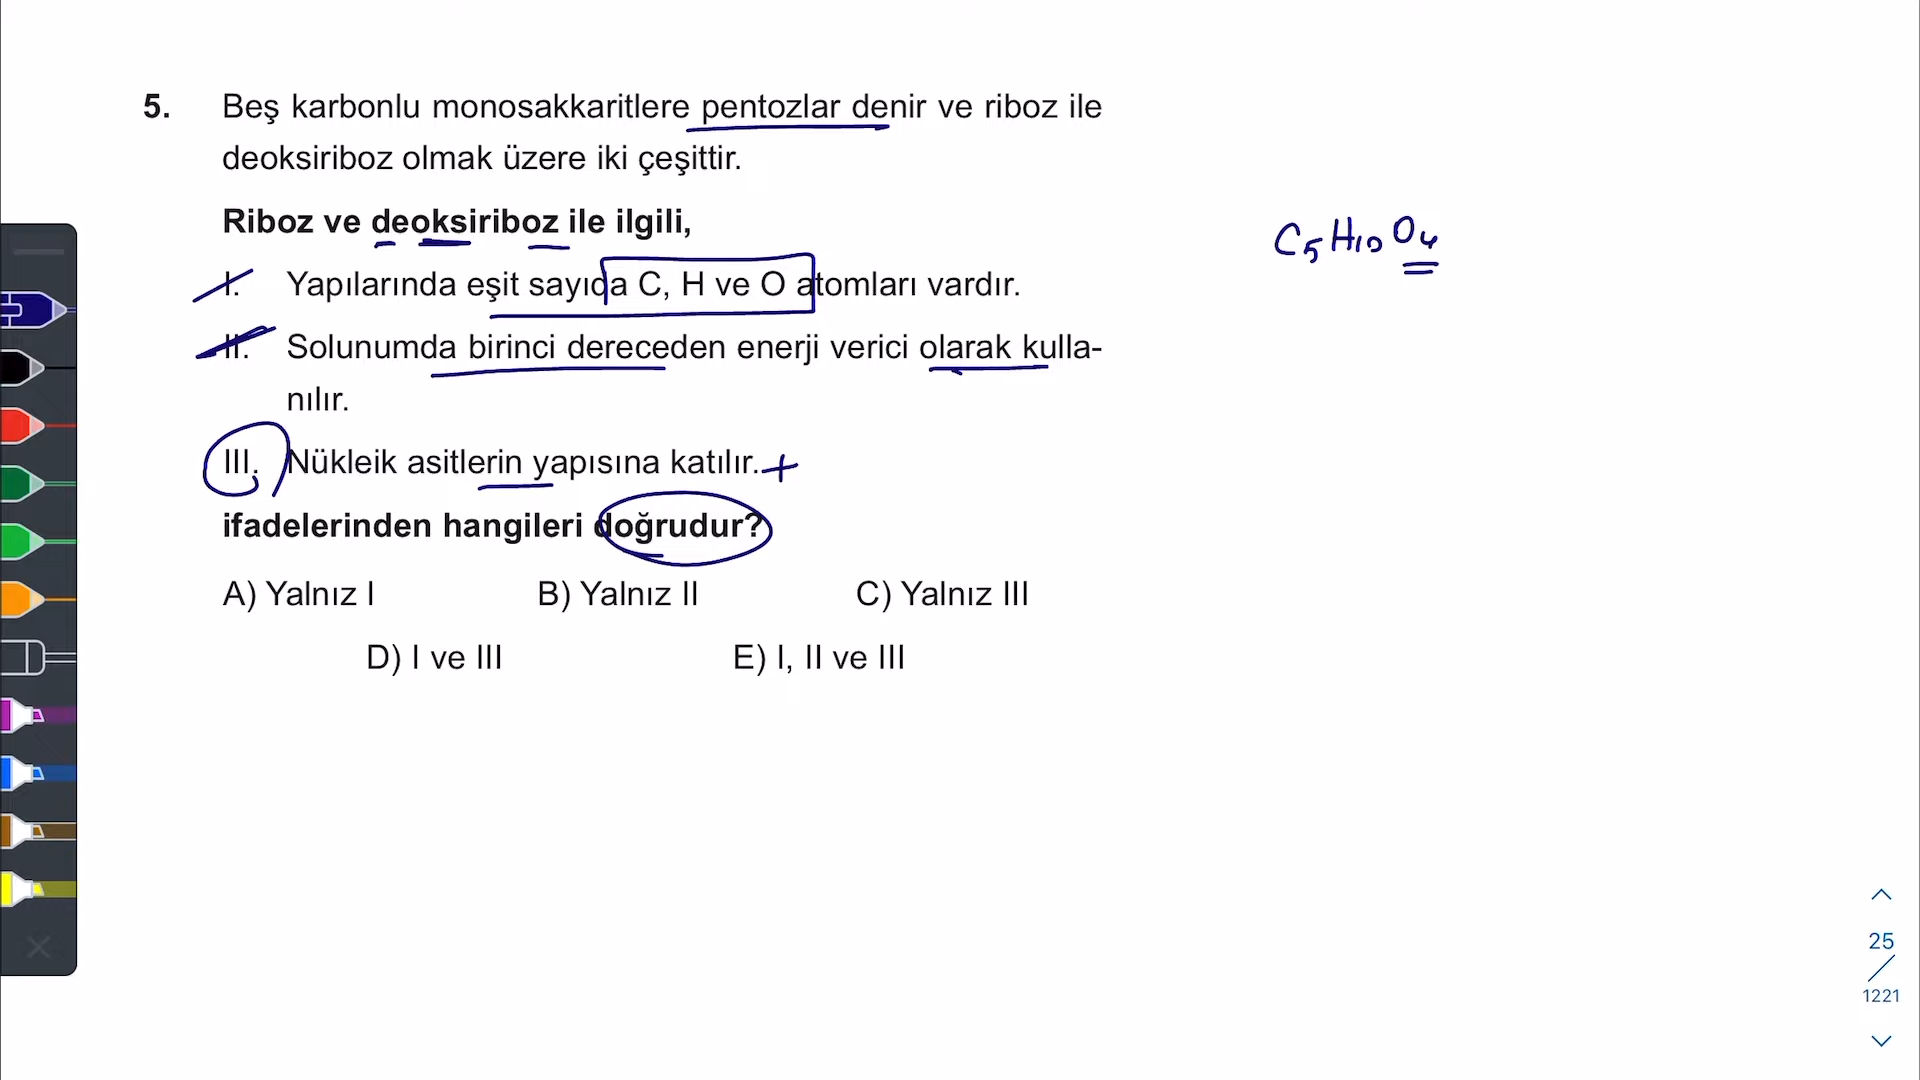 5. Beş karbonlu monosakkaritlere pentozlar denir ve riboz ile
deoksiriboz olmak üzere iki çeşittir.
Riboz ve deoksiriboz ile ilgili,
C₅H₁₀O₄
I. Yapılarında eşit sayıda C, H ve O atomları vardır.
II. Solunumda birinci dereceden enerji verici olarak kulla-
nılır.
III. Nükleik asitlerin yapısına katılır. +
ifadelerinden hangileri doğrudur?
A) Yalnız I B) Yalnız II C) Yalnız III
D) I ve III E) I, II ve III
25
1221